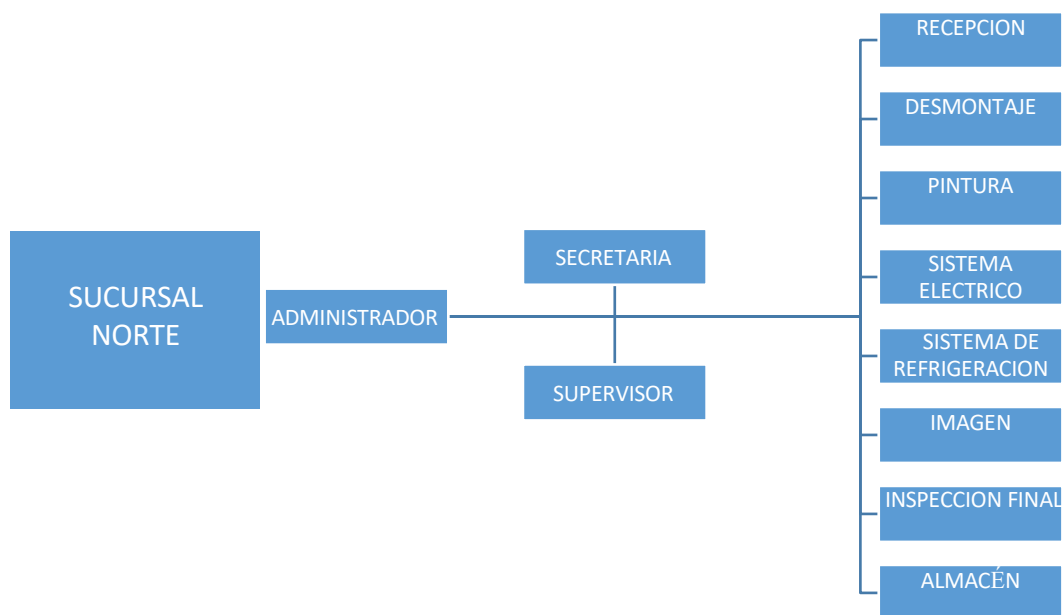 SUCURSAL
NORTE
ADMINISTRADOR
SECRETARIA
SUPERVISOR
RECEPCION
DESMONTAJE
PINTURA
SISTEMA
ELECTRICO
SISTEMA DE
REFRIGERACION
IMAGEN
INSPECCION FINAL
ALMACÉN